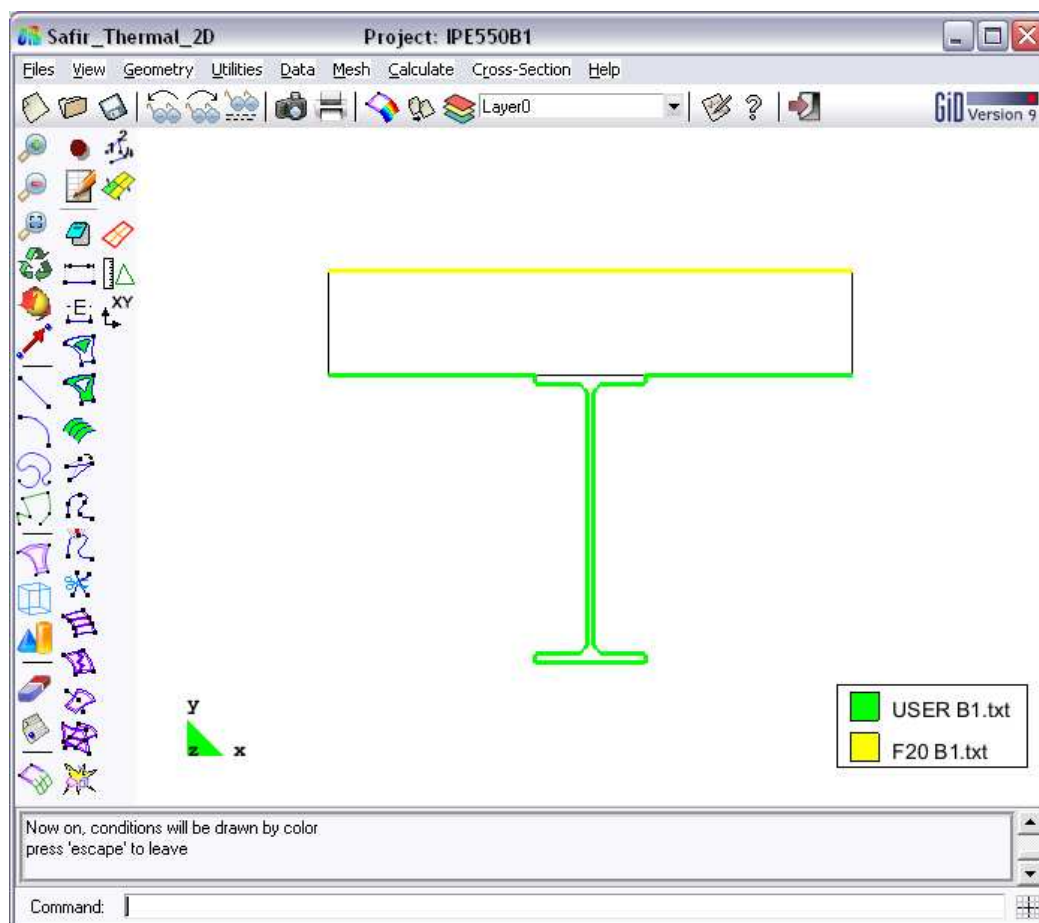 Safir_Thermal_2D Project: IPE550B1
Files View Geometry Utilities Data Mesh Calculate Cross-Section Help
Layer0
GiD Version 9
E
XY
y
z x
USER B1.txt
F20 B1.txt
Now on, conditions will be drawn by color
press 'escape' to leave
Command: